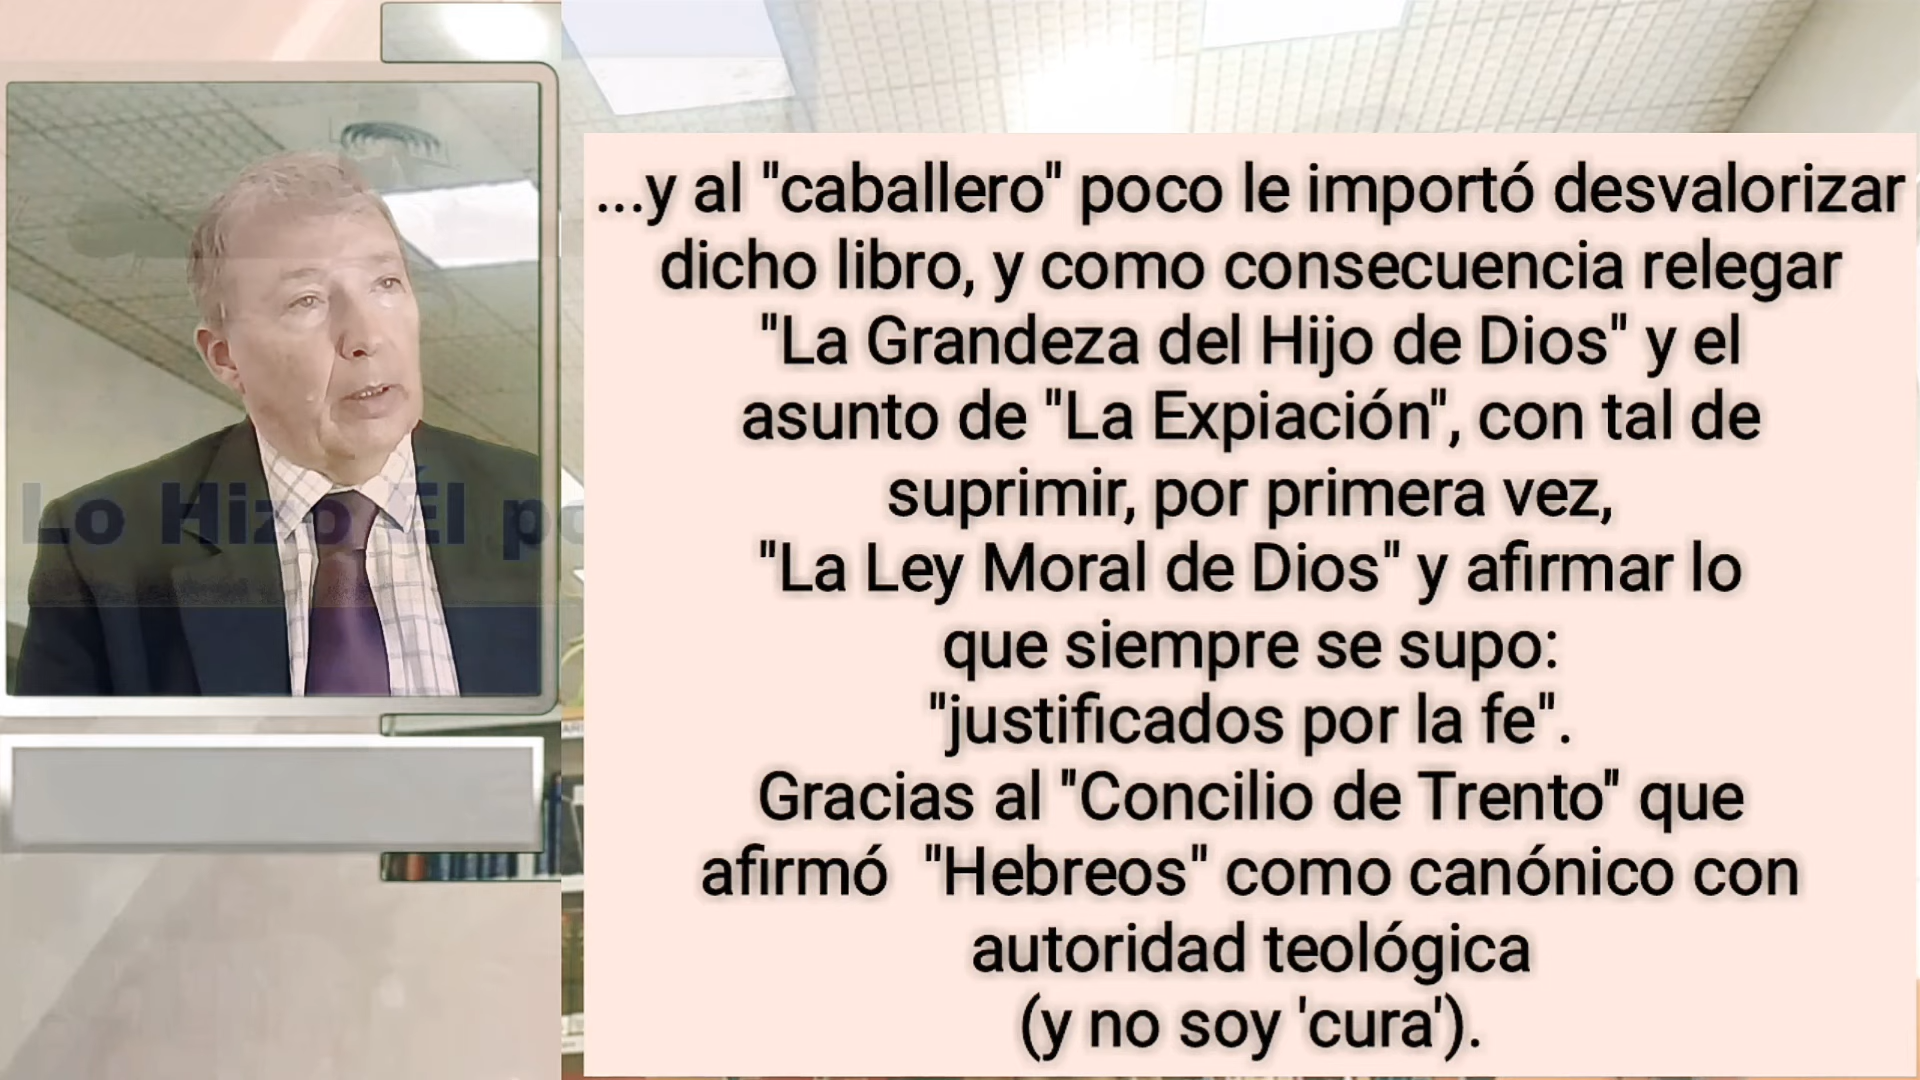 ...y al "caballero" poco le importó desvalorizar
dicho libro, y como consecuencia relegar
"La Grandeza del Hijo de Dios" y el
asunto de "La Expiación", con tal de
suprimir, por primera vez,
"La Ley Moral de Dios" y afirmar lo
que siempre se supo:
"justificados por la fe".
Gracias al "Concilio de Trento" que
afirmó  "Hebreos" como canónico con
autoridad teológica
(y no soy 'cura').
Lo Hizo Él